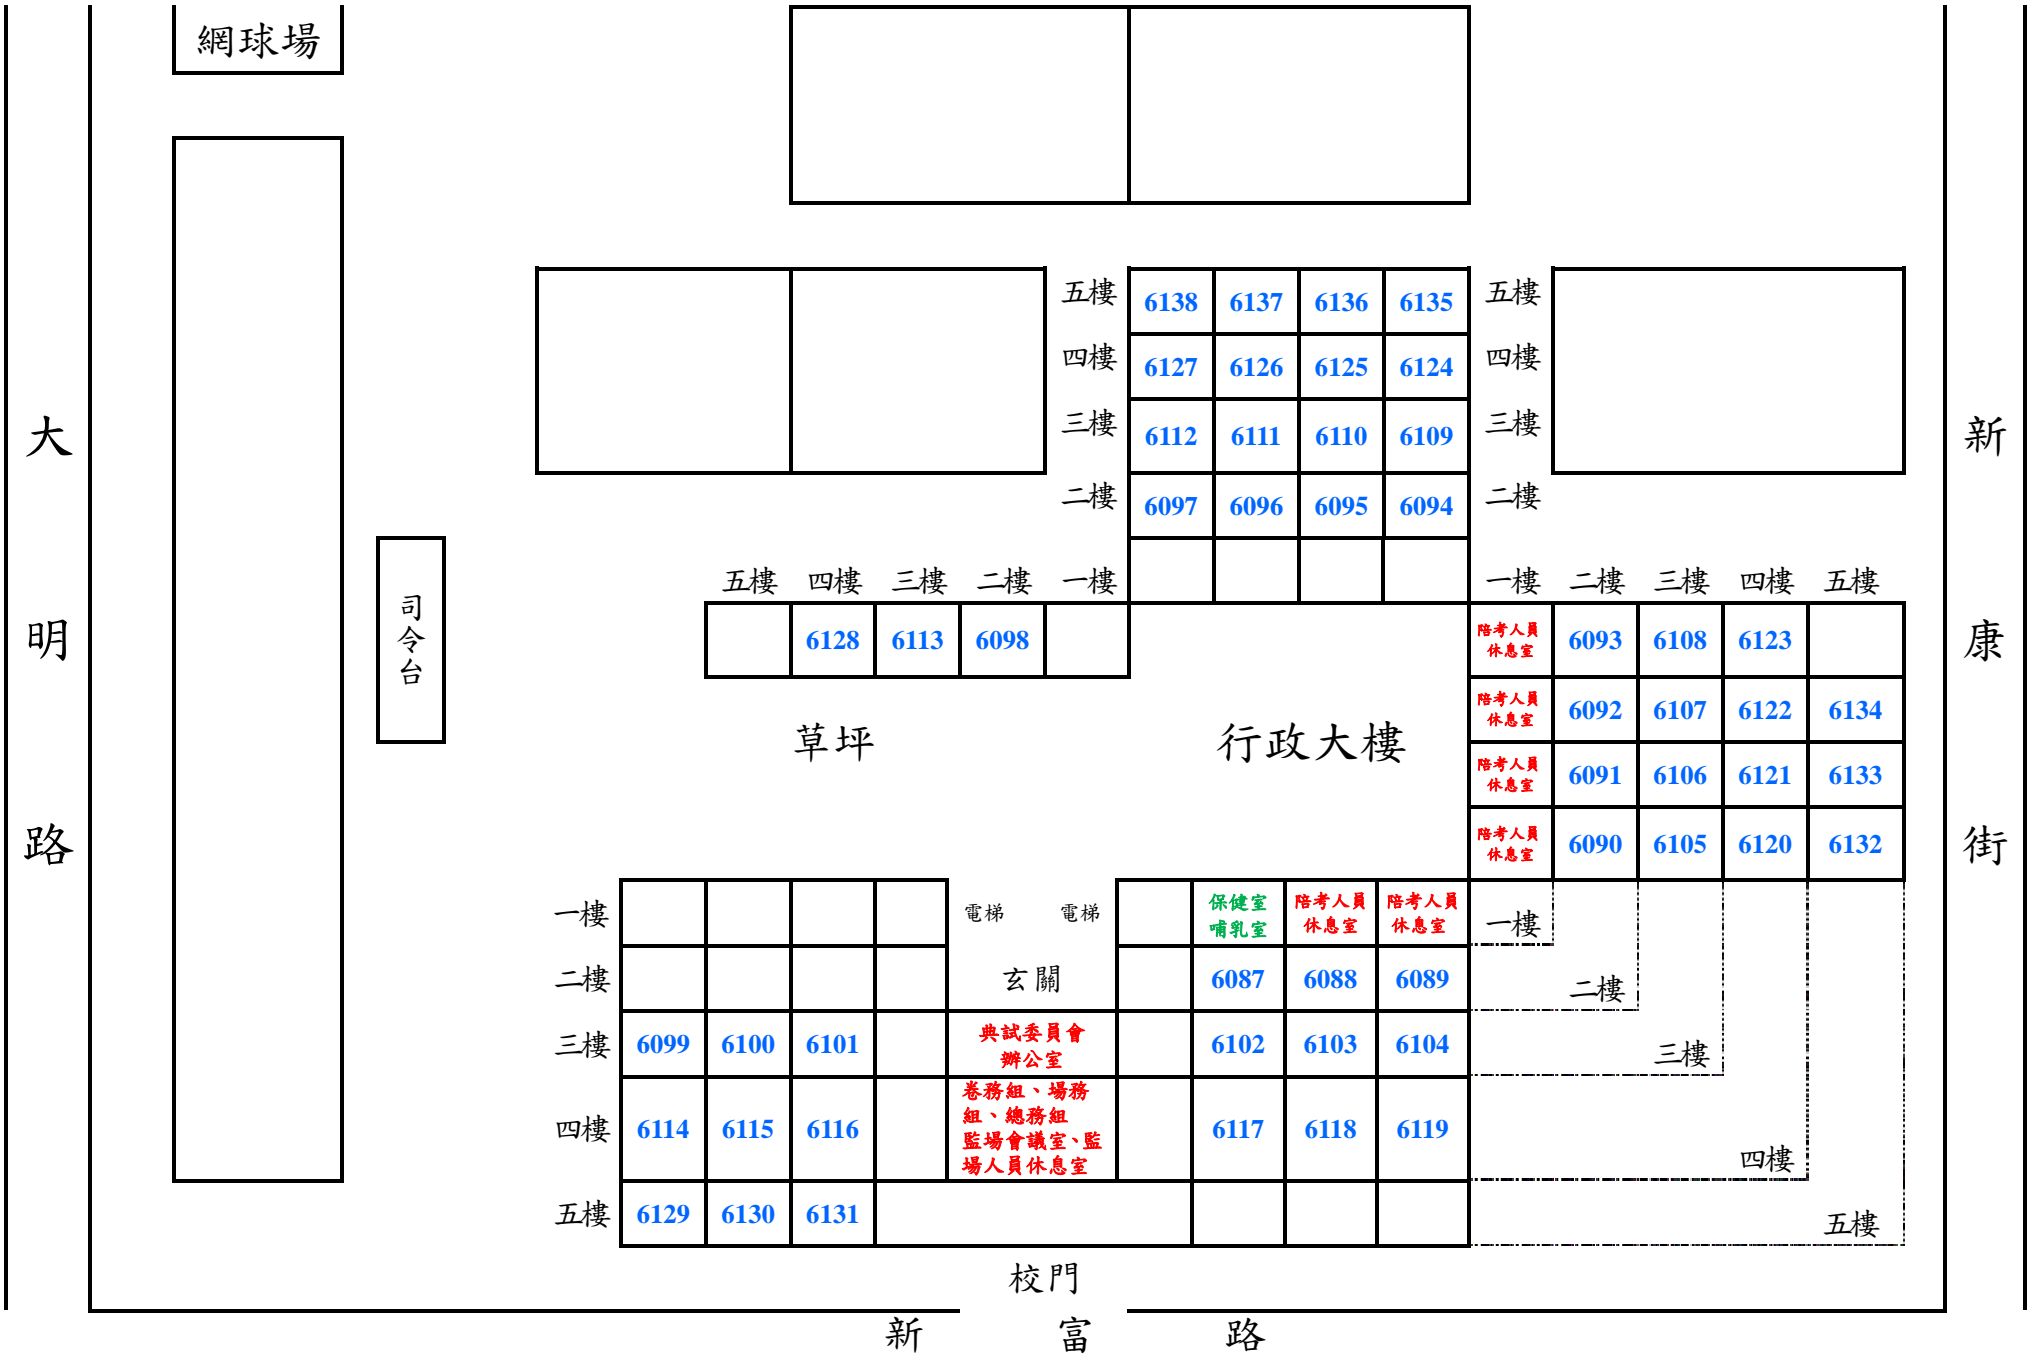 網球場
五樓 6138 6137 6136 6135 五樓
四樓 6127 6126 6125 6124 四樓
三樓 6112 6111 6110 6109 三樓
二樓 6097 6096 6095 6094 二樓
五樓 四樓 三樓 二樓 一樓 一樓 二樓 三樓 四樓 五樓
6128 6113 6098
陪考人員
休息室
6093 6108 6123
陪考人員
休息室
6092 6107 6122 6134
陪考人員
休息室
6091 6106 6121 6133
陪考人員
休息室
6090 6105 6120 6132
司令台
草坪
行政大樓
大明路
新康街
一樓
電梯 電梯
保健室
哺乳室
陪考人員
休息室
陪考人員
休息室
一樓
二樓
玄關
6087 6088 6089
二樓
三樓 6099 6100 6101
典試委員會
辦公室
6102 6103 6104
三樓
四樓 6114 6115 6116
卷務組、場務
組、總務組
監場會議室、監
場人員休息室
6117 6118 6119
四樓
五樓 6129 6130 6131
五樓
校門
新富路